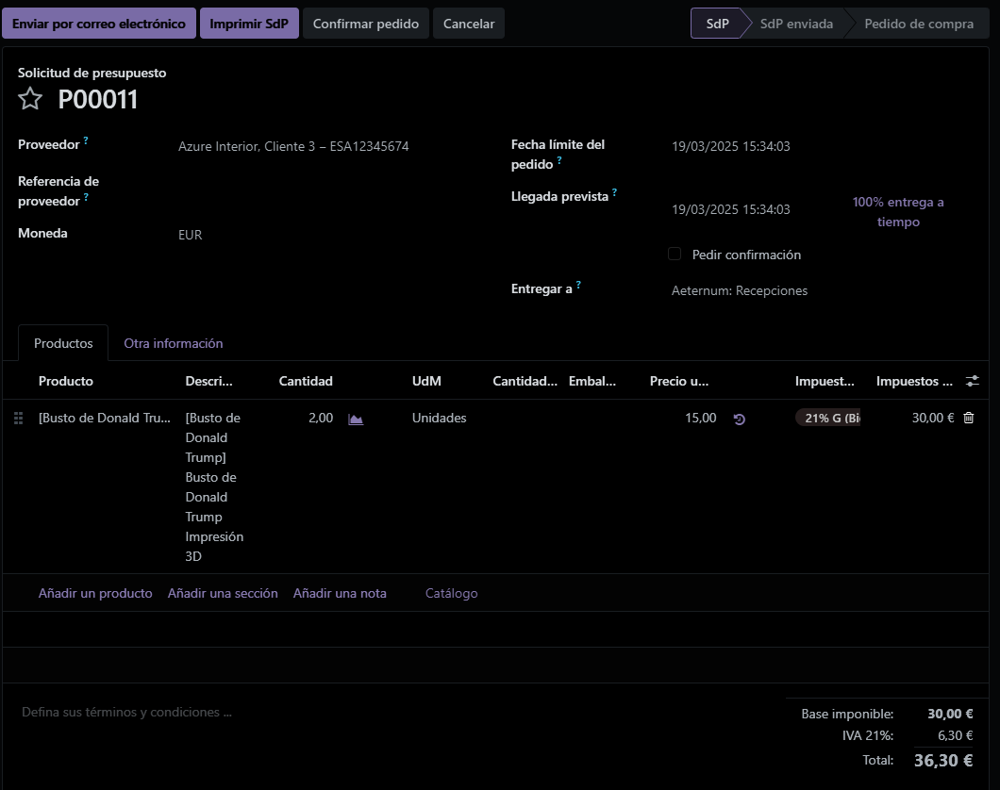 Enviar por correo electrónico Imprimir SdP Confirmar pedido Cancelar SdP SdP enviada Pedido de compra
Solicitud de presupuesto
P00011
Proveedor ? Azure Interior, Cliente 3 – ESA12345674
Referencia de
proveedor ?
Moneda EUR
Fecha límite del
pedido ? 19/03/2025 15:34:03
Llegada prevista ? 19/03/2025 15:34:03
100% entrega a
tiempo
Pedir confirmación
Entregar a ? Aeternum: Recepciones
Productos Otra información
Producto Descri... Cantidad UdM Cantidad... Embal... Precio u... Impuest... Impuestos ...
[Busto de Donald Tru... [Busto de 2,00 Unidades 15,00 21% G (Bi 30,00 €
Donald
Trump]
Busto de
Donald
Trump
Impresión
3D
Añadir un producto Añadir una sección Añadir una nota Catálogo
Defina sus términos y condiciones ...
Base imponible: 30,00 €
IVA 21%: 6,30 €
Total: 36,30 €